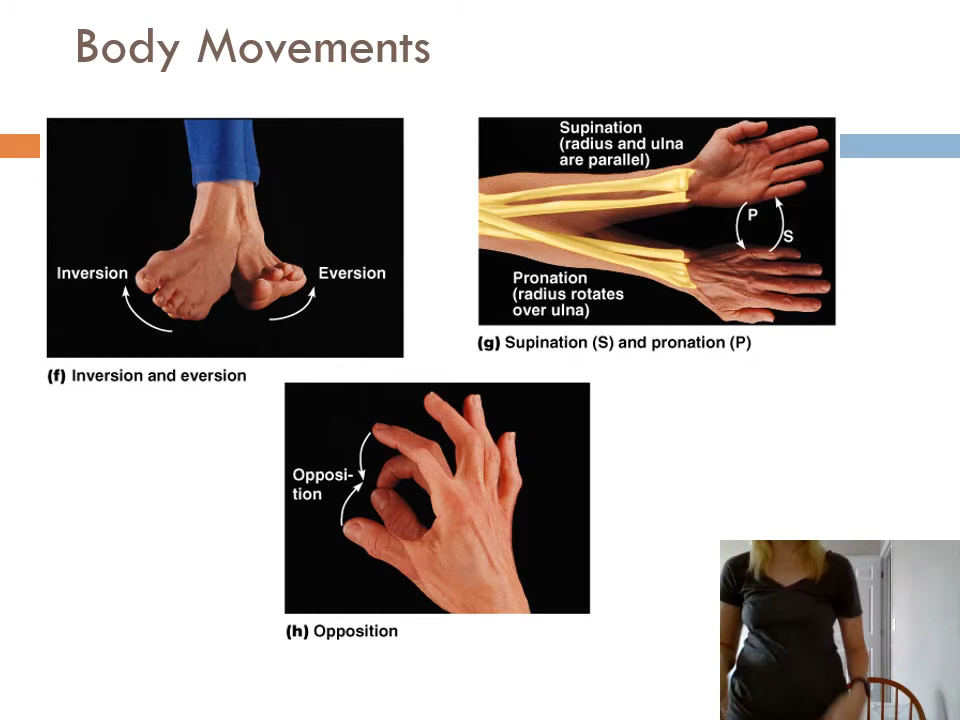 Body Movements
Inversion
Eversion
(f) Inversion and eversion
Supination
(radius and ulna
are parallel)
P
S
Pronation
(radius rotates
over ulna)
(g) Supination (S) and pronation (P)
Opposi-
tion
(h) Opposition